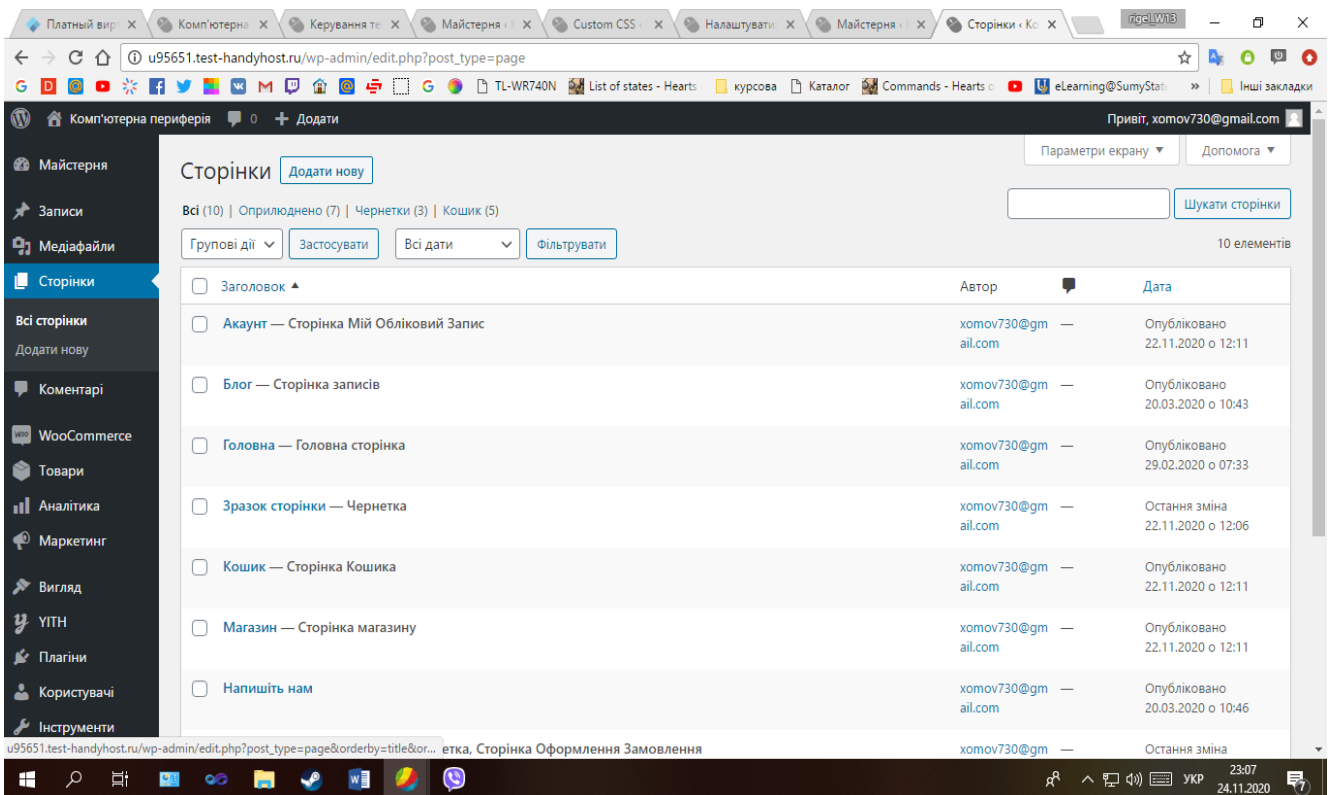 Платный вирт
Комп'ютерна
Керування те
Майстерня ‹
Custom CSS ‹
Налаштувати:
Майстерня ‹
Сторінки ‹ Ко
rigel_W13
u95651.test-handyhost.ru/wp-admin/edit.php?post_type=page
TL-WR740N
List of states - Hearts
курсова
Каталог
Commands - Hearts o
eLearning@SumyState
»
Інші закладки
Комп'ютерна периферія
0
Додати
Привіт, xomov730@gmail.com
Майстерня
Записи
Медіафайли
Сторінки
Всі сторінки
Додати нову
Коментарі
WooCommerce
Товари
Аналітика
Маркетинг
Вигляд
YITH
Плагіни
Користувачі
Інструменти
Параметри екрану ▼
Допомога ▼
Сторінки
Додати нову
Всі (10) | Оприлюднено (7) | Чернетки (3) | Кошик (5)
Шукати сторінки
Групові дії
Застосувати
Всі дати
Фільтрувати
10 елементів
Заголовок ▲
Автор
Дата
Акаунт — Сторінка Мій Обліковий Запис
xomov730@gm
ail.com
—
Опубліковано
22.11.2020 о 12:11
Блог — Сторінка записів
xomov730@gm
ail.com
—
Опубліковано
20.03.2020 о 10:43
Головна — Головна сторінка
xomov730@gm
ail.com
—
Опубліковано
29.02.2020 о 07:33
Зразок сторінки — Чернетка
xomov730@gm
ail.com
—
Остання зміна
22.11.2020 о 12:06
Кошик — Сторінка Кошика
xomov730@gm
ail.com
—
Опубліковано
22.11.2020 о 12:11
Магазин — Сторінка магазину
xomov730@gm
ail.com
—
Опубліковано
22.11.2020 о 12:11
Напишіть нам
xomov730@gm
ail.com
—
Опубліковано
20.03.2020 о 10:46
етка, Сторінка Оформлення Замовлення
xomov730@gm
—
Остання зміна
u95651.test-handyhost.ru/wp-admin/edit.php?post_type=page&orderby=title&or...
УКР
23:07
24.11.2020
7